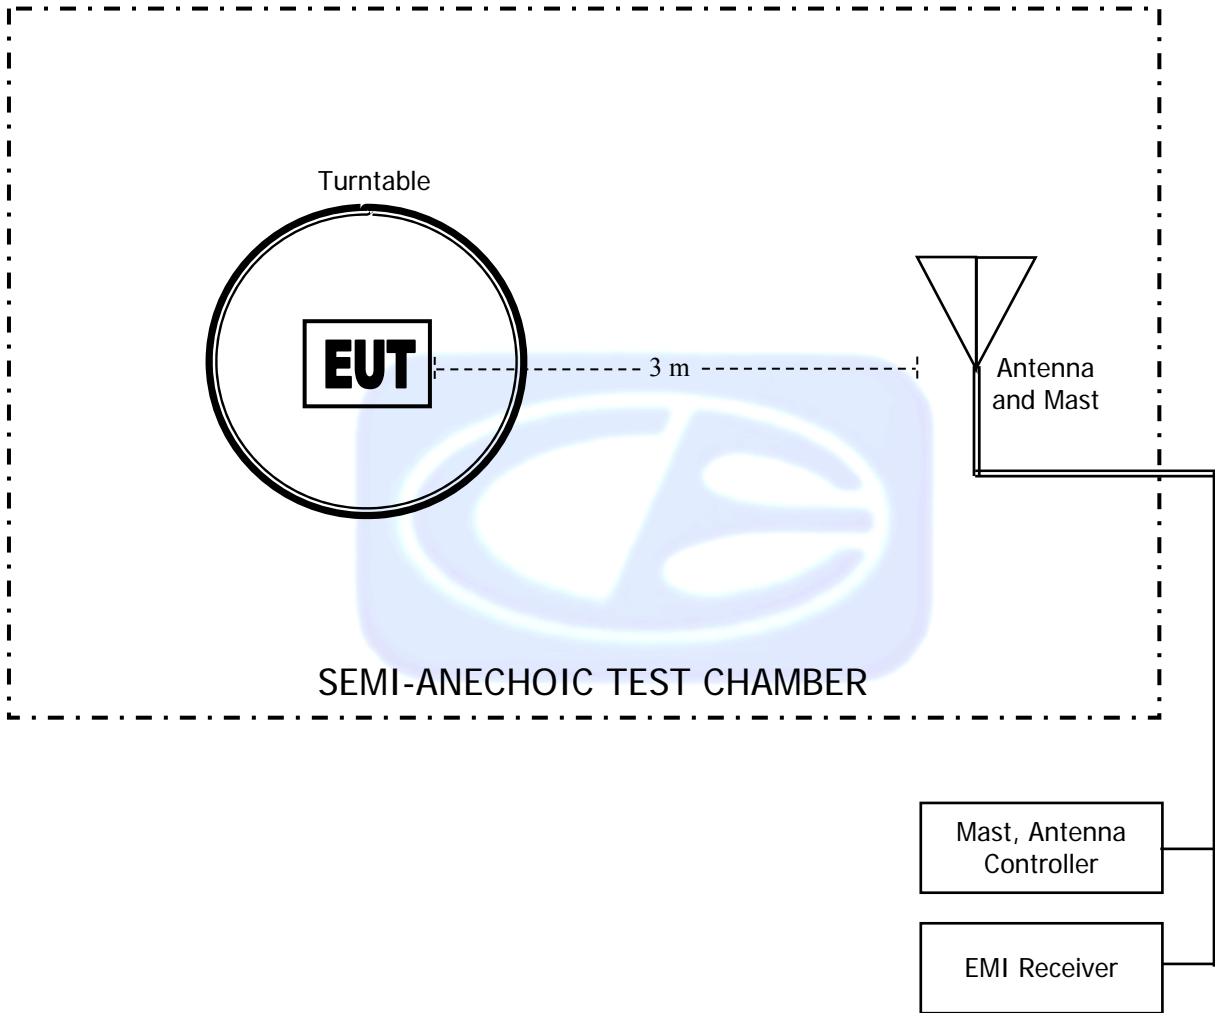 Turntable
EUT
3 m
Antenna
and Mast
SEMI-ANECHOIC TEST CHAMBER
Mast, Antenna
Controller
EMI Receiver